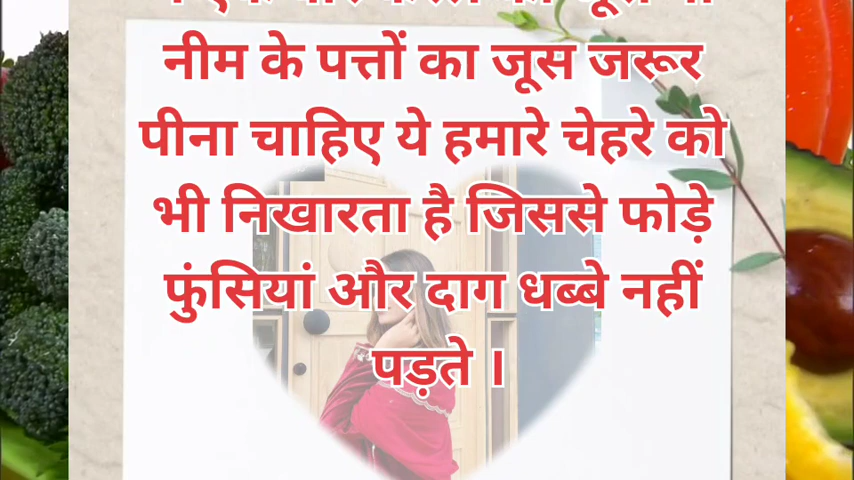 नीम के पत्तों का जूस जरूर
पीना चाहिए ये हमारे चेहरे को
भी निखारता है जिससे फोड़े
फुंसियां और दाग धब्बे नहीं
पड़ते ।